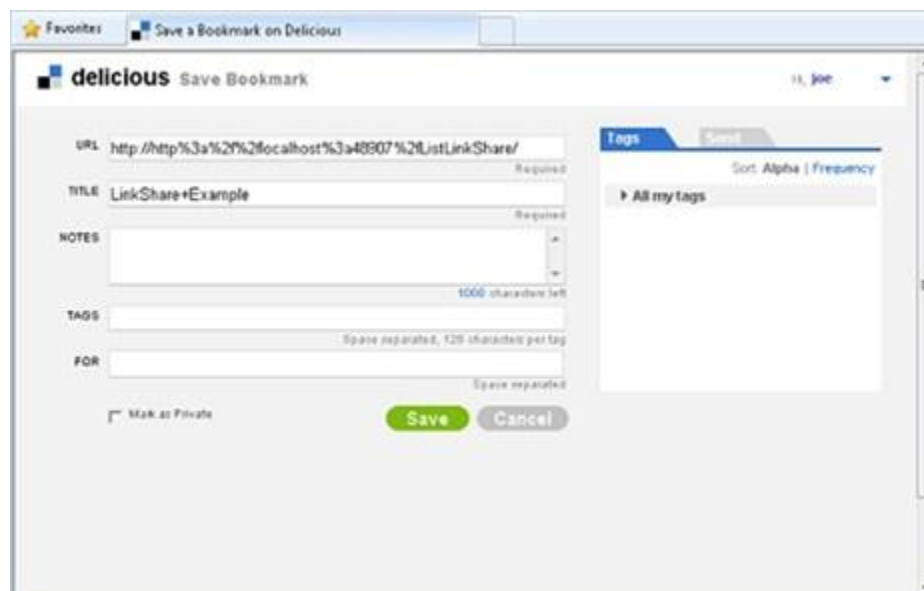 Favorites Save a Bookmark on Delicious
delicious Save Bookmark
Hi, joe
URL http://http%3a%2f%2flocalhost%3a48907%2fListLinkShare/
Required
TITLE LinkShare+Example
Required
NOTES
1000 characters left
TAGS
Space separated, 128 characters per tag
FOR
Space separated
Mark as Private Save Cancel
Tags Send
Sort: Alpha | Frequency
All my tags